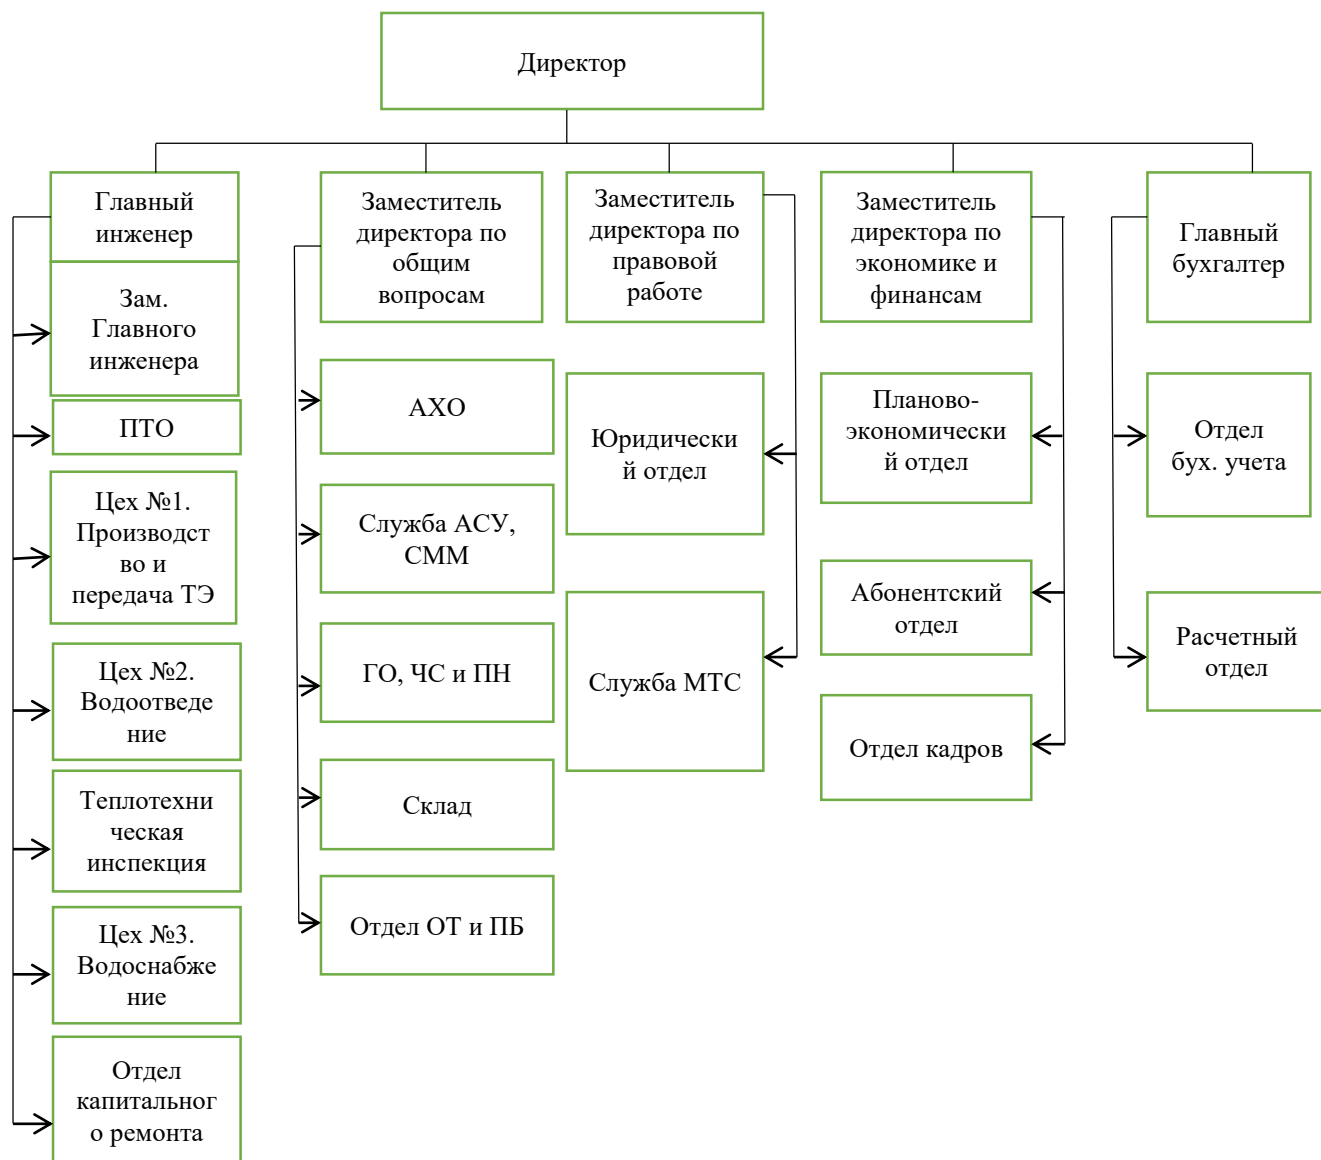 Директор
Главный
инженер
Зам.
Главного
инженера
ПТО
Цех №1.
Производст
во и
передача ТЭ
Цех №2.
Водоотведе
ние
Теплотехни
ческая
инспекция
Цех №3.
Водоснабже
ние
Отдел
капитальног
о ремонта
Заместитель
директора по
общим
вопросам
АХО
Служба АСУ,
СММ
ГО, ЧС и ПН
Склад
Отдел ОТ и ПБ
Заместитель
директора по
правовой
работе
Юридически
й отдел
Служба МТС
Заместитель
директора по
экономике и
финансам
Планово-
экономически
й отдел
Абонентский
отдел
Отдел кадров
Главный
бухгалтер
Отдел
бух. учета
Расчетный
отдел